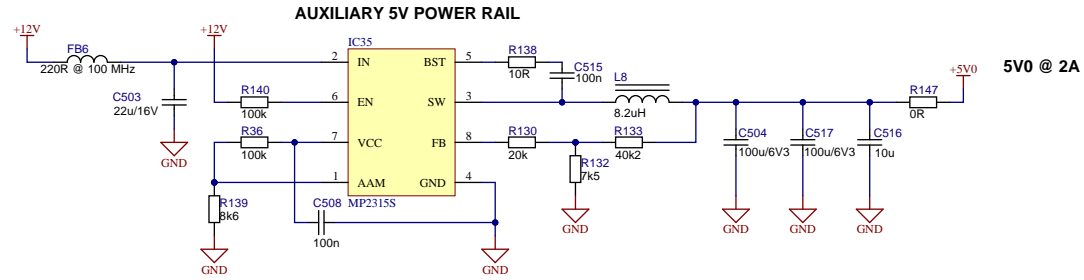 AUXILIARY 5V POWER RAIL
+12V
FB6
220R @ 100 MHz
C503
22u/16V
GND
+12V
R140
100k
R36
100k
R139
8k6
GND
C508
100n
IC35
2 IN
6 EN
7 VCC
1 AAM
BST 5
SW 3
FB 8
GND 4
MP2315S
GND
R138
10R
C515
100n
L8
8.2uH
R130
20k
R133
40k2
R132
7k5
GND
C504
100u/6V3
GND
C517
100u/6V3
GND
C516
10u
GND
R147
0R
+5V0
5V0 @ 2A